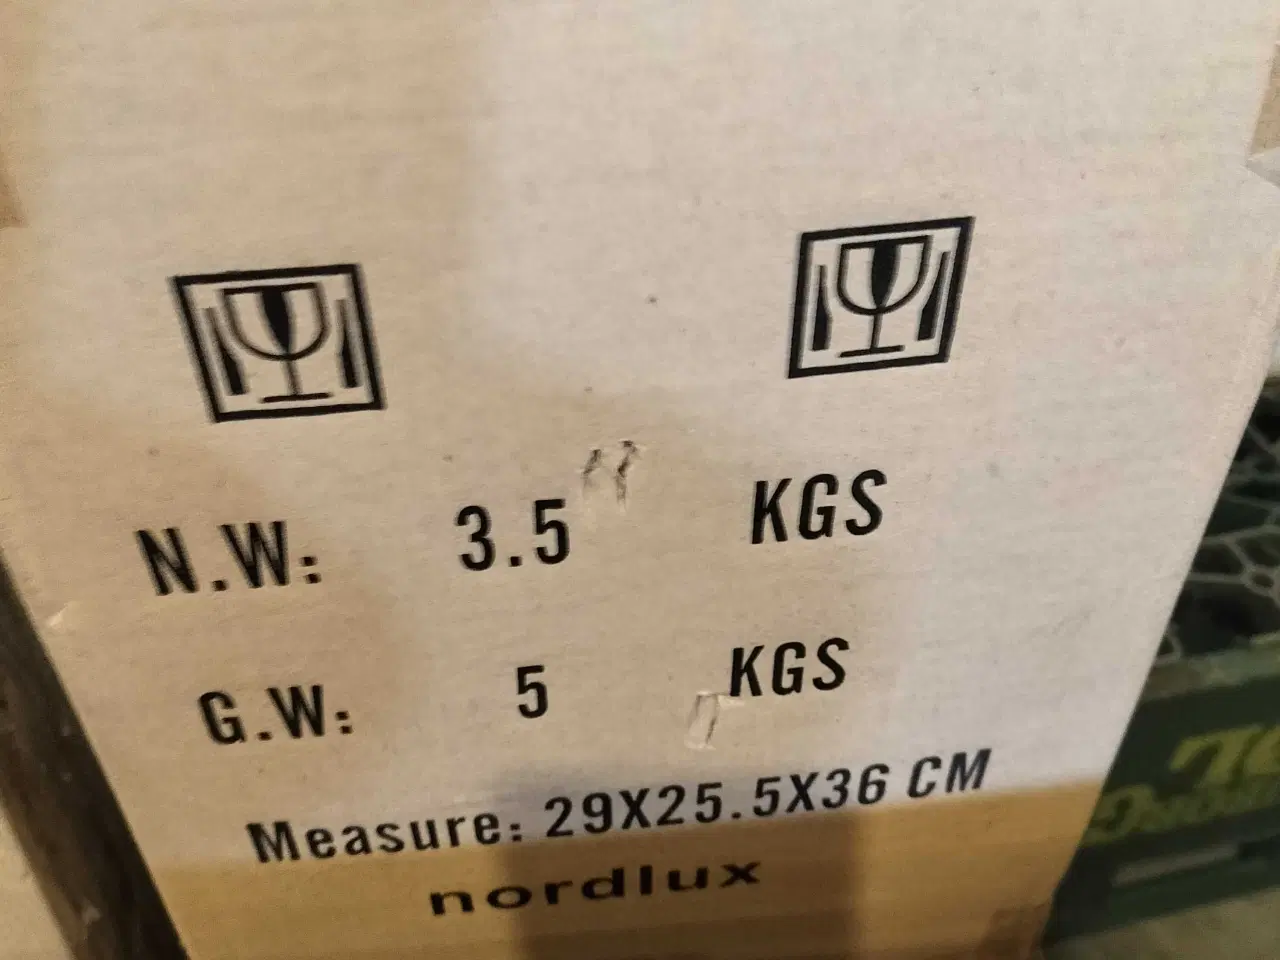 N.W: 3.5 KGS
G.W: 5 KGS
Measure: 29X25.5X36 CM
nordlux